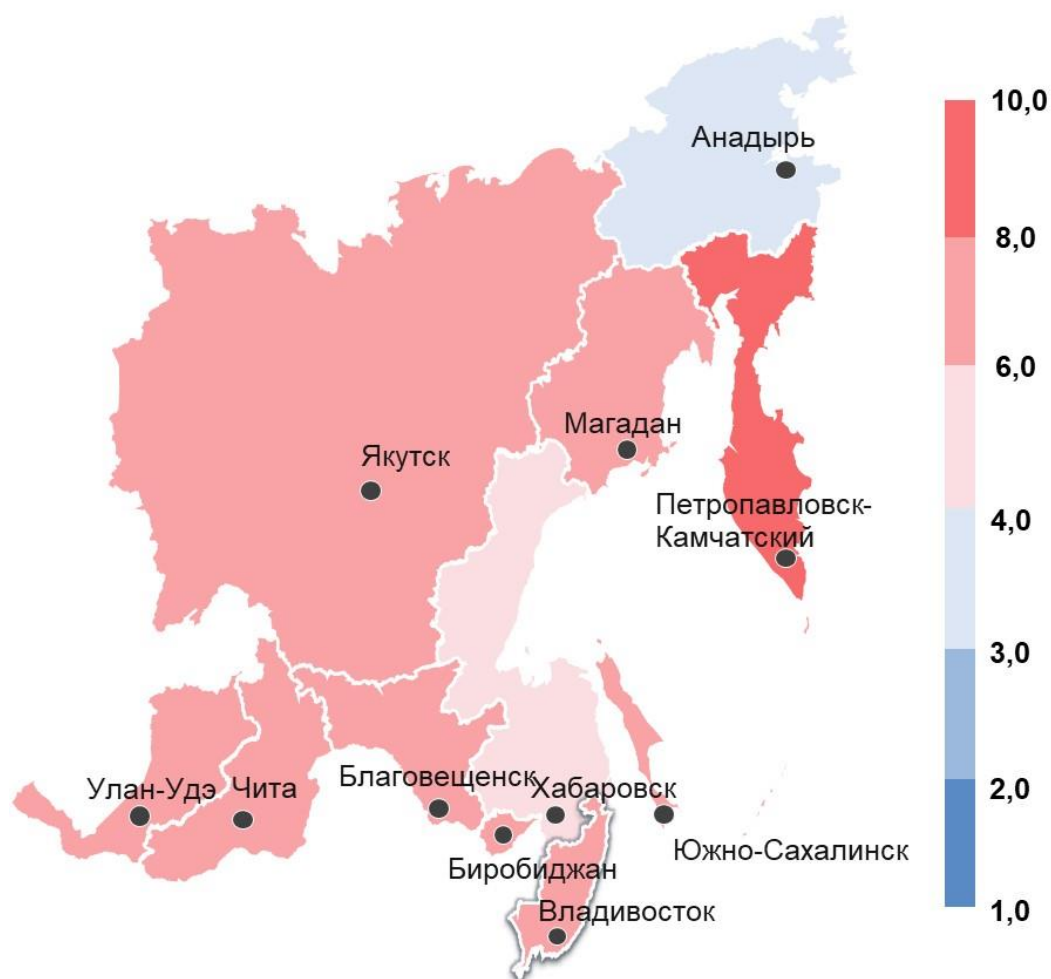 10,0
Анадырь
8,0
6,0
Магадан
Якутск
Петропавловск-
Камчатский
4,0
3,0
Улан-Удэ
Чита
Благовещенск
Хабаровск
2,0
Южно-Сахалинск
Биробиджан
Владивосток
1,0